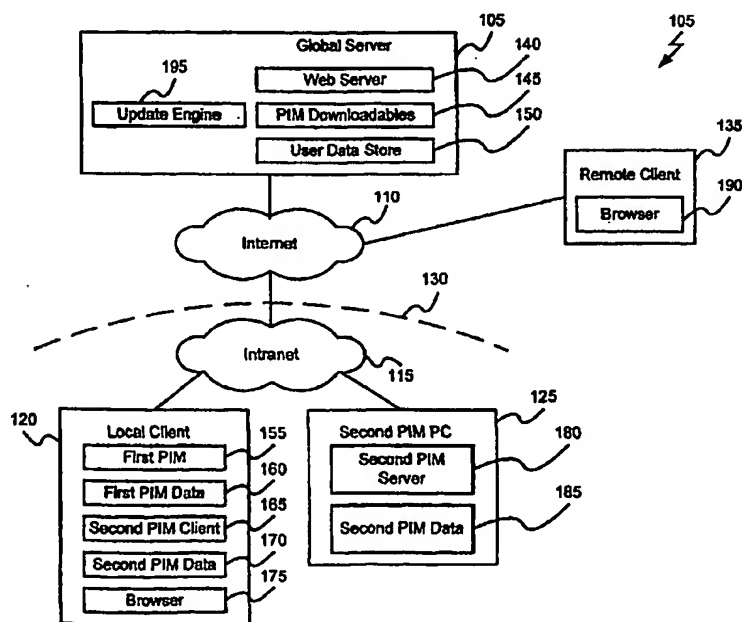 Global Server
105
105
195
Web Server
140
Update Engine
PIM Downloadables
145
User Data Store
150
135
Remote Client
Browser
190
110
Internet
130
Intranet
115
120
Local Client
155
First PIM
160
First PIM Data
165
Second PIM Client
170
Second PIM Data
175
Browser
125
Second PIM PC
180
Second PIM
Server
185
Second PIM Data